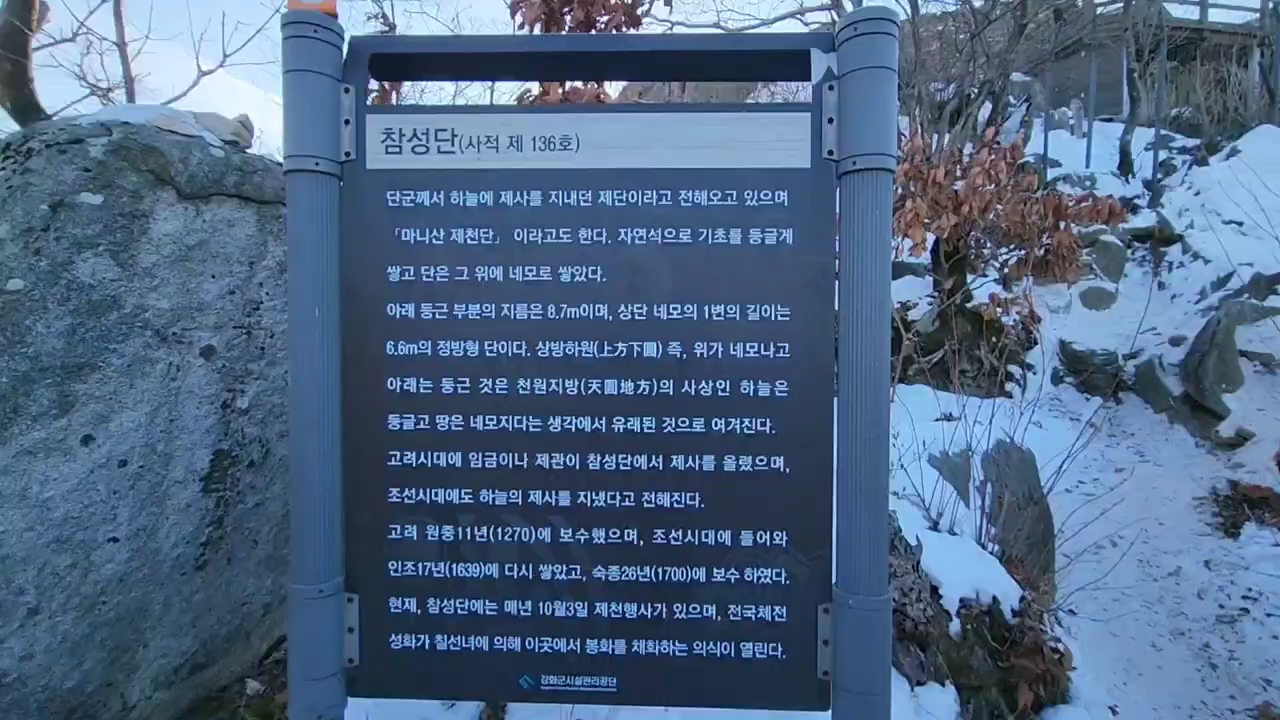 참성단(사적 제 136호)
단군께서 하늘에 제사를 지내던 제단이라고 전해오고 있으며
「마니산 제천단」 이라고도 한다. 자연석으로 기초를 둥글게
쌓고 단은 그 위에 네모로 쌓았다.
아래 둥근 부분의 지름은 8.7m이며, 상단 네모의 1변의 길이는
6.6m의 정방형 단이다. 상방하원(上方下圓) 즉, 위가 네모나고
아래는 둥근 것은 천원지방(天圓地方)의 사상인 하늘은
둥글고 땅은 네모지다는 생각에서 유래된 것으로 여겨진다.
고려시대에 임금이나 제관이 참성단에서 제사를 올렸으며,
조선시대에도 하늘의 제사를 지냈다고 전해진다.
고려 원중11년(1270)에 보수했으며, 조선시대에 들어와
인조17년(1639)에 다시 쌓았고, 숙종26년(1700)에 보수 하였다.
현재, 참성단에는 매년 10월3일 제천행사가 있으며, 전국체전
성화가 칠선녀에 의해 이곳에서 봉화를 채화하는 의식이 열린다.
강화군시설관리공단